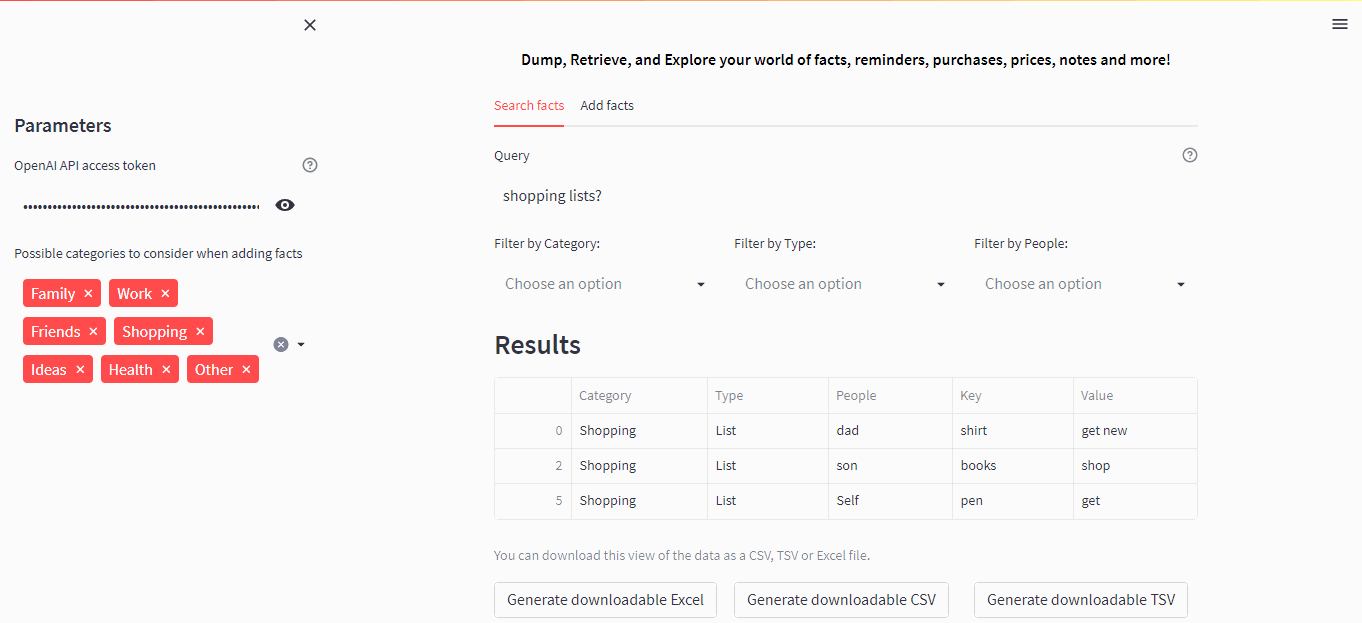 Dump, Retrieve, and Explore your world of facts, reminders, purchases, prices, notes and more!
Parameters
OpenAI API access token
Possible categories to consider when adding facts
Family × Work ×
Friends × Shopping ×
Ideas × Health × Other ×
Search facts Add facts
Query
shopping lists?
Filter by Category: Filter by Type: Filter by People:
Choose an option Choose an option Choose an option
Results
Category Type People Key Value
0 Shopping List dad shirt get new
2 Shopping List son books shop
5 Shopping List Self pen get
You can download this view of the data as a CSV, TSV or Excel file.
Generate downloadable Excel Generate downloadable CSV Generate downloadable TSV